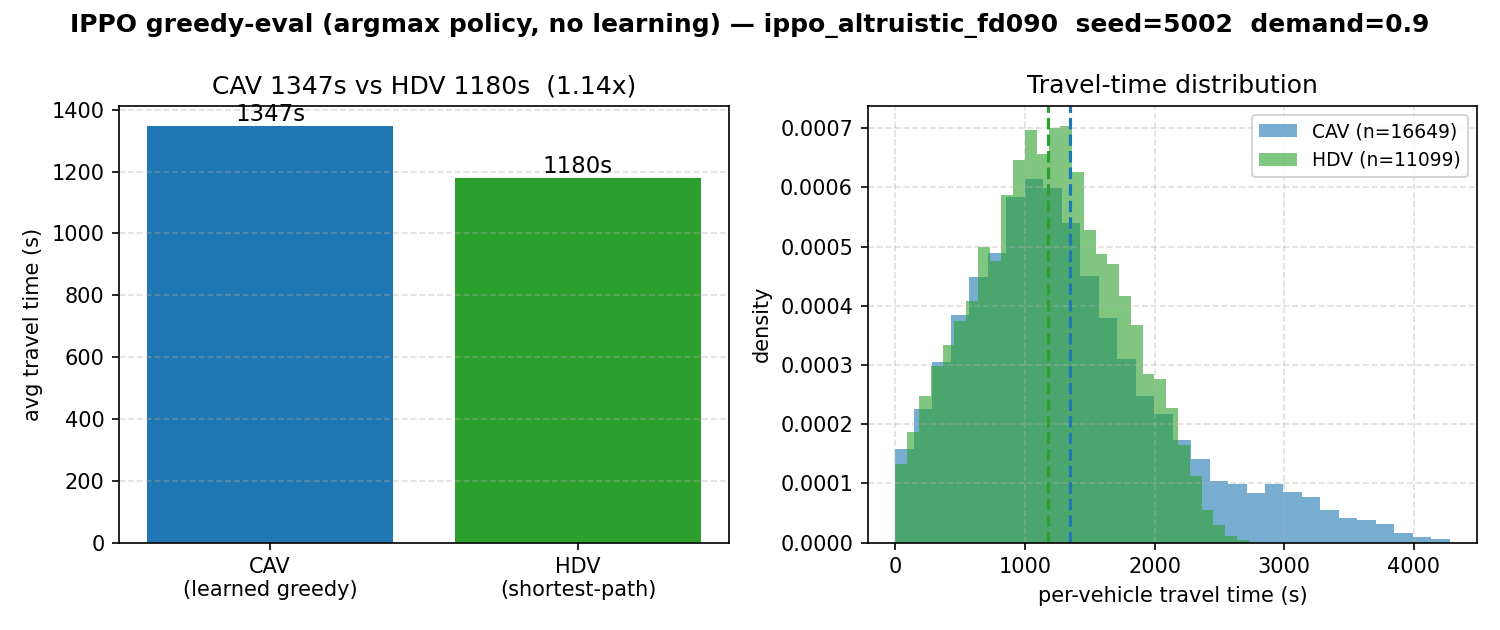 IPPO greedy-eval (argmax policy, no learning) — ippo_altruistic_fd090  seed=5002  demand=0.9
CAV 1347s vs HDV 1180s  (1.14x)
1347s
1180s
avg travel time (s)
1400
1200
1000
800
600
400
200
0
CAV
(learned greedy)
HDV
(shortest-path)
Travel-time distribution
CAV (n=16649)
HDV (n=11099)
density
0.0007
0.0006
0.0005
0.0004
0.0003
0.0002
0.0001
0.0000
0 1000 2000 3000 4000
per-vehicle travel time (s)